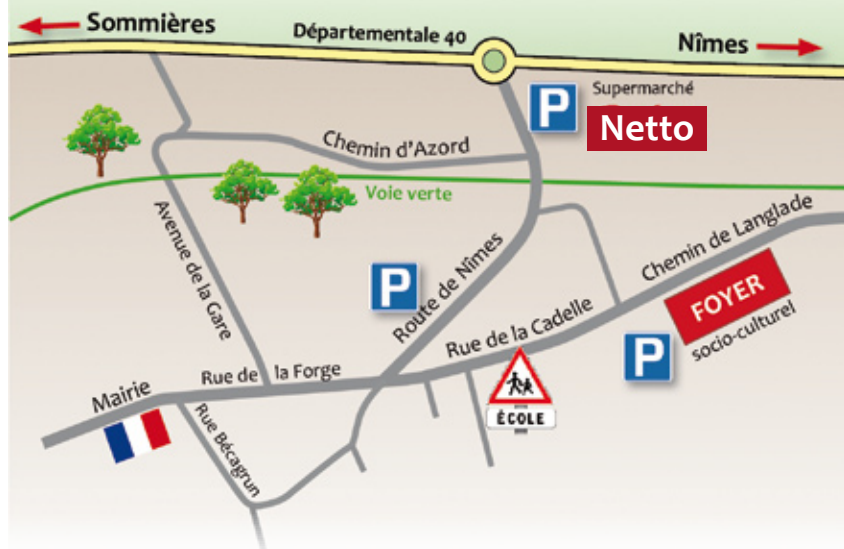 Sommières
Départementale 40
Nîmes
P
Supermarché
Netto
Chemin d'Azord
Voie verte
Avenue de la Gare
P
Route de Nîmes
Chemin de Langlade
FOYER
socio-culturel
P
Rue de la Cadelle
ÉCOLE
Rue de la Forge
Mairie
Rue Bécagrun